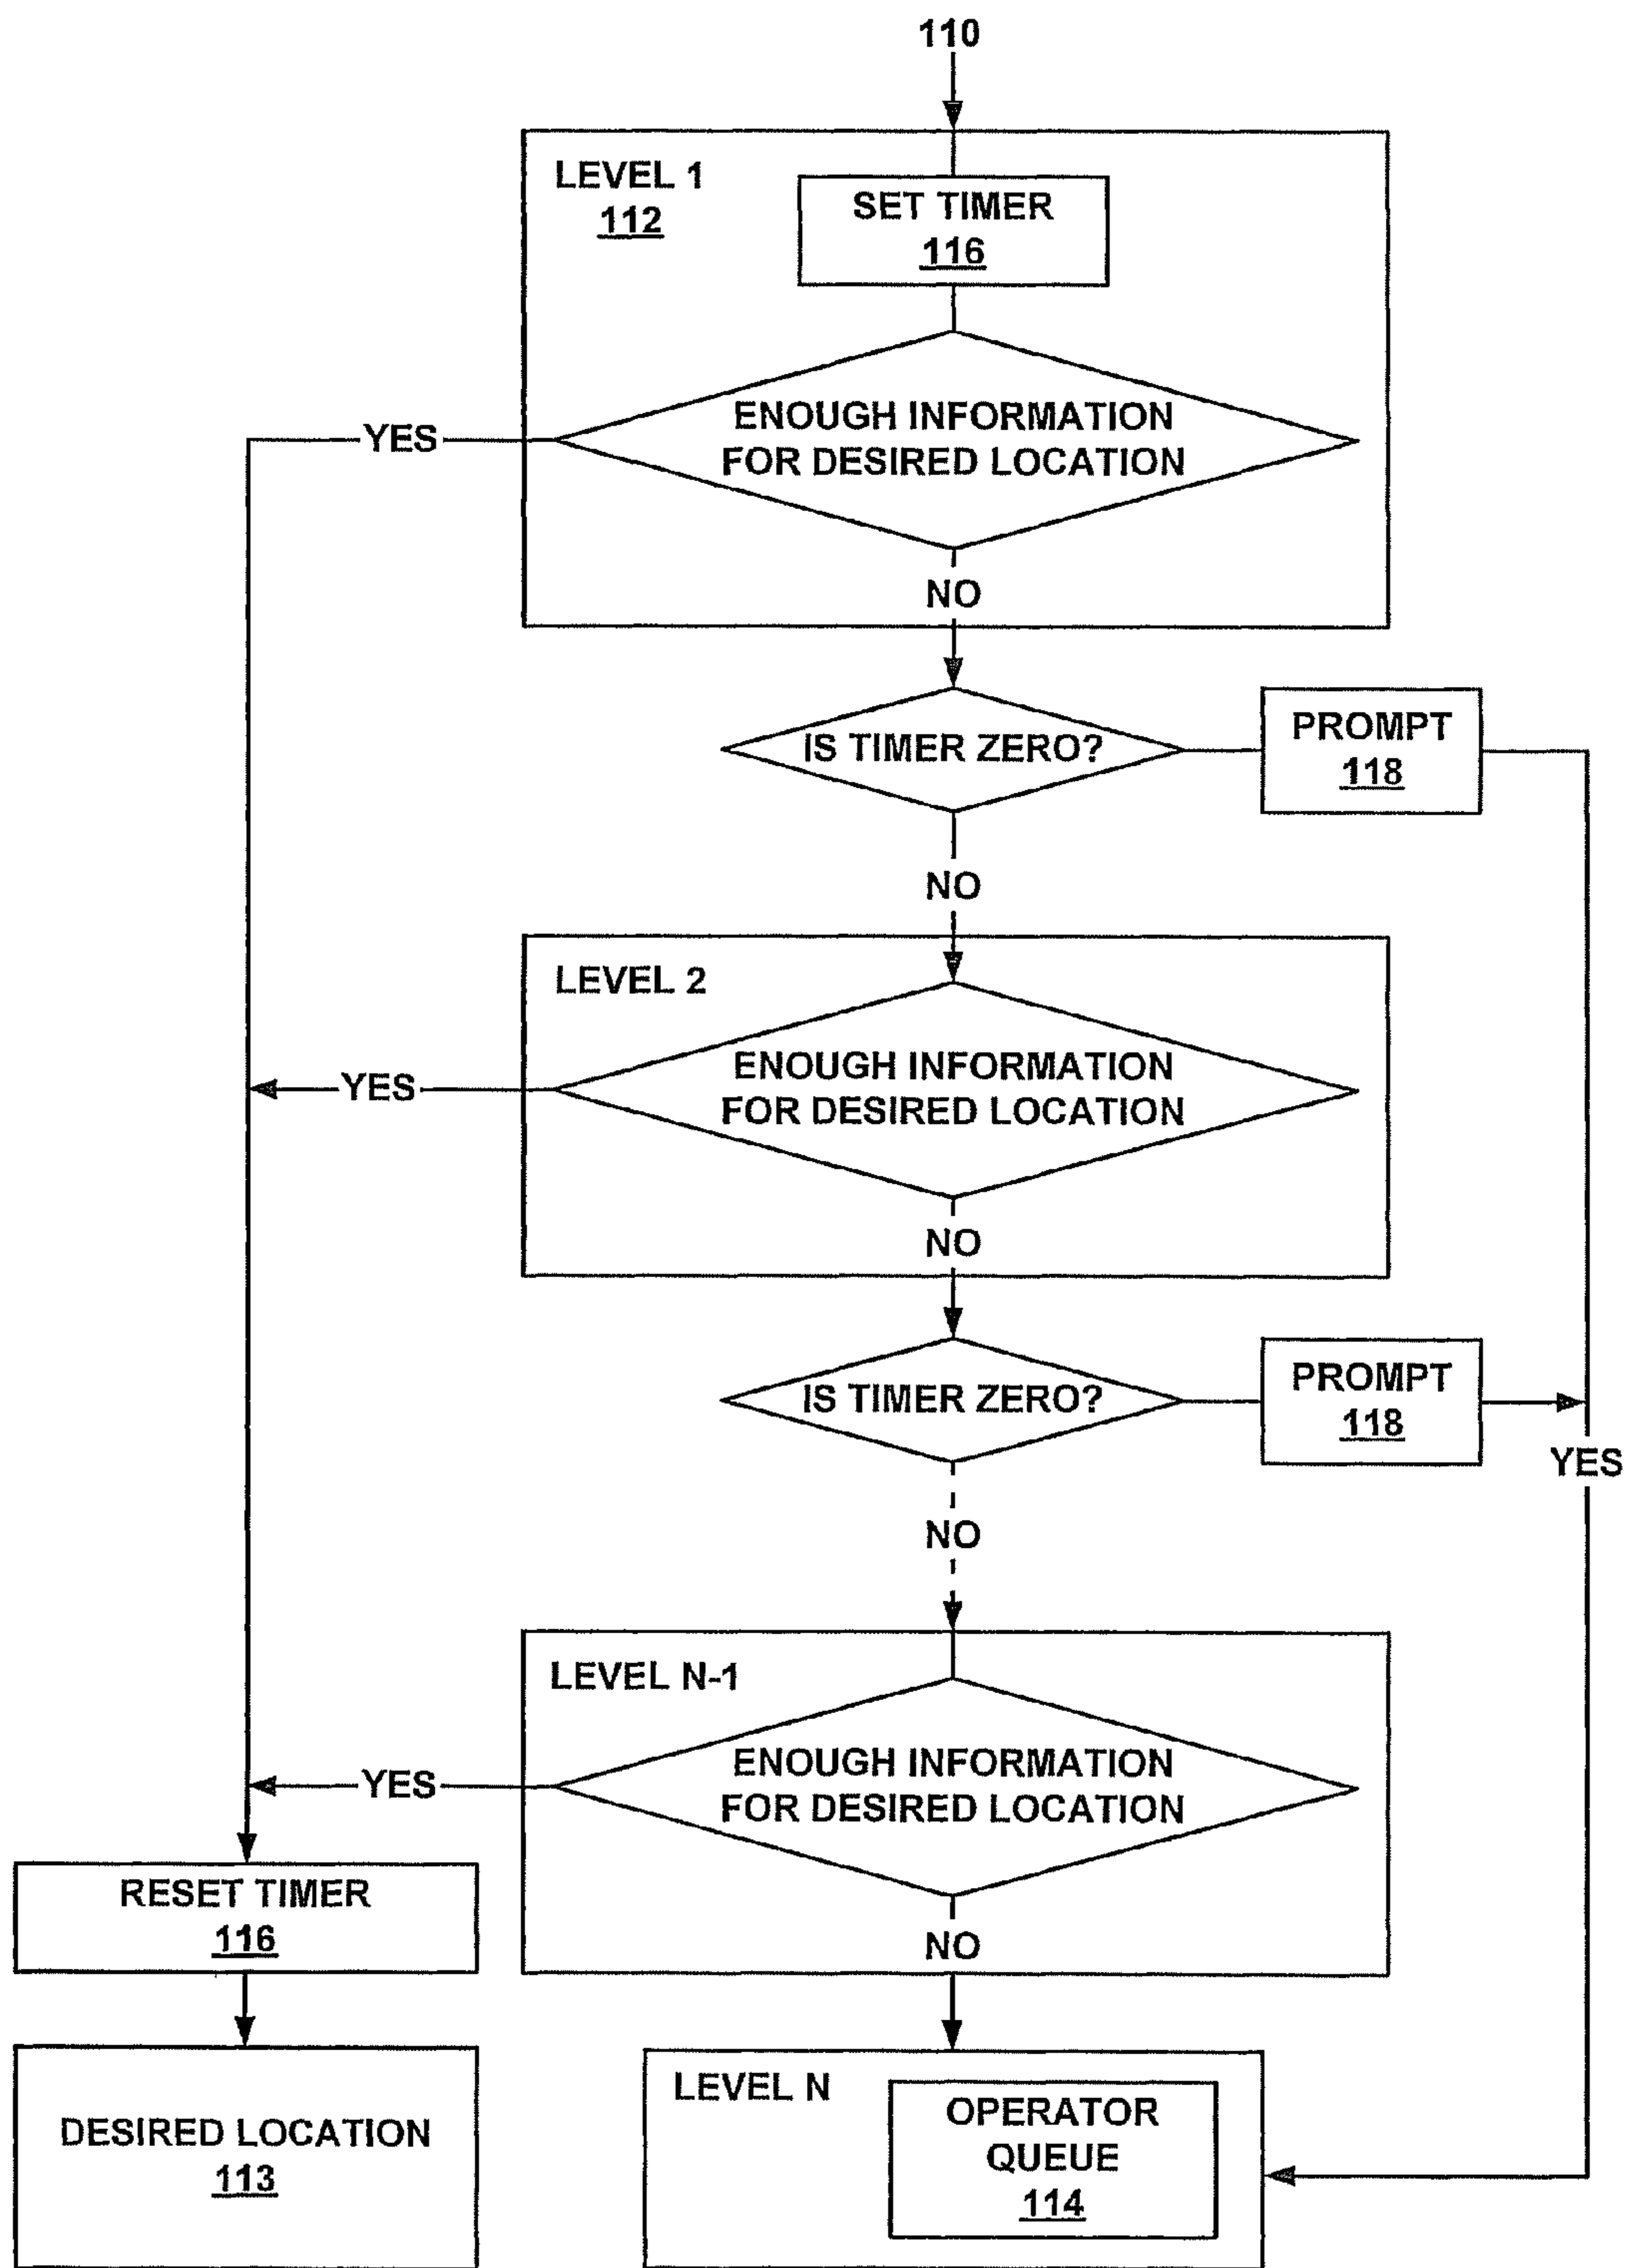 110
LEVEL 1
112
SET TIMER
116
ENOUGH INFORMATION
FOR DESIRED LOCATION
YES
NO
IS TIMER ZERO?
PROMPT
118
NO
LEVEL 2
ENOUGH INFORMATION
FOR DESIRED LOCATION
YES
NO
IS TIMER ZERO?
PROMPT
118
YES
NO
LEVEL N-1
ENOUGH INFORMATION
FOR DESIRED LOCATION
YES
NO
RESET TIMER
116
DESIRED LOCATION
113
LEVEL N
OPERATOR
QUEUE
114